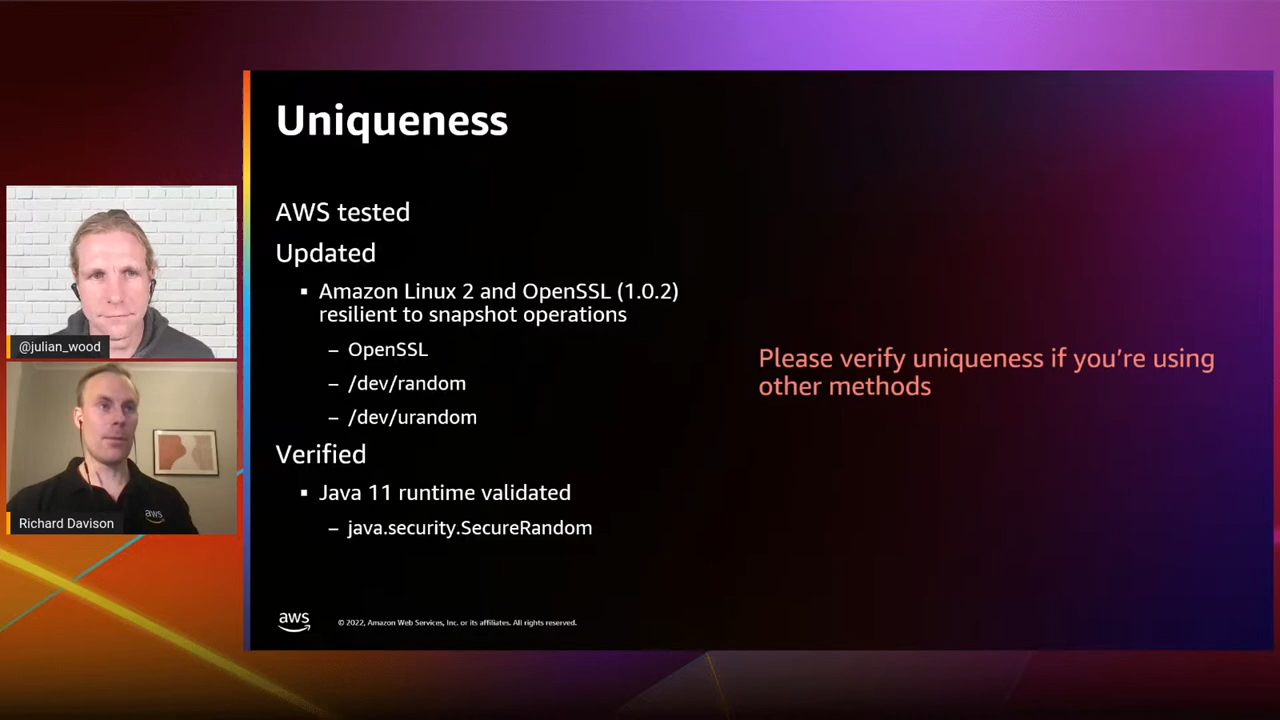 Uniqueness
AWS tested
Updated
▪ Amazon Linux 2 and OpenSSL (1.0.2)
resilient to snapshot operations
– OpenSSL
– /dev/random
– /dev/urandom
Verified
▪ Java 11 runtime validated
– java.security.SecureRandom
Please verify uniqueness if you’re using
other methods
@julian_wood
aws
Richard Davison
aws
© 2022, Amazon Web Services, Inc. or its affiliates. All rights reserved.